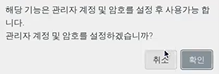 해당 기능은 관리자 계정 및 암호를 설정 후 사용가능 합
니다.
관리자 계정 및 암호를 설정하겠습니까?
취소 확인